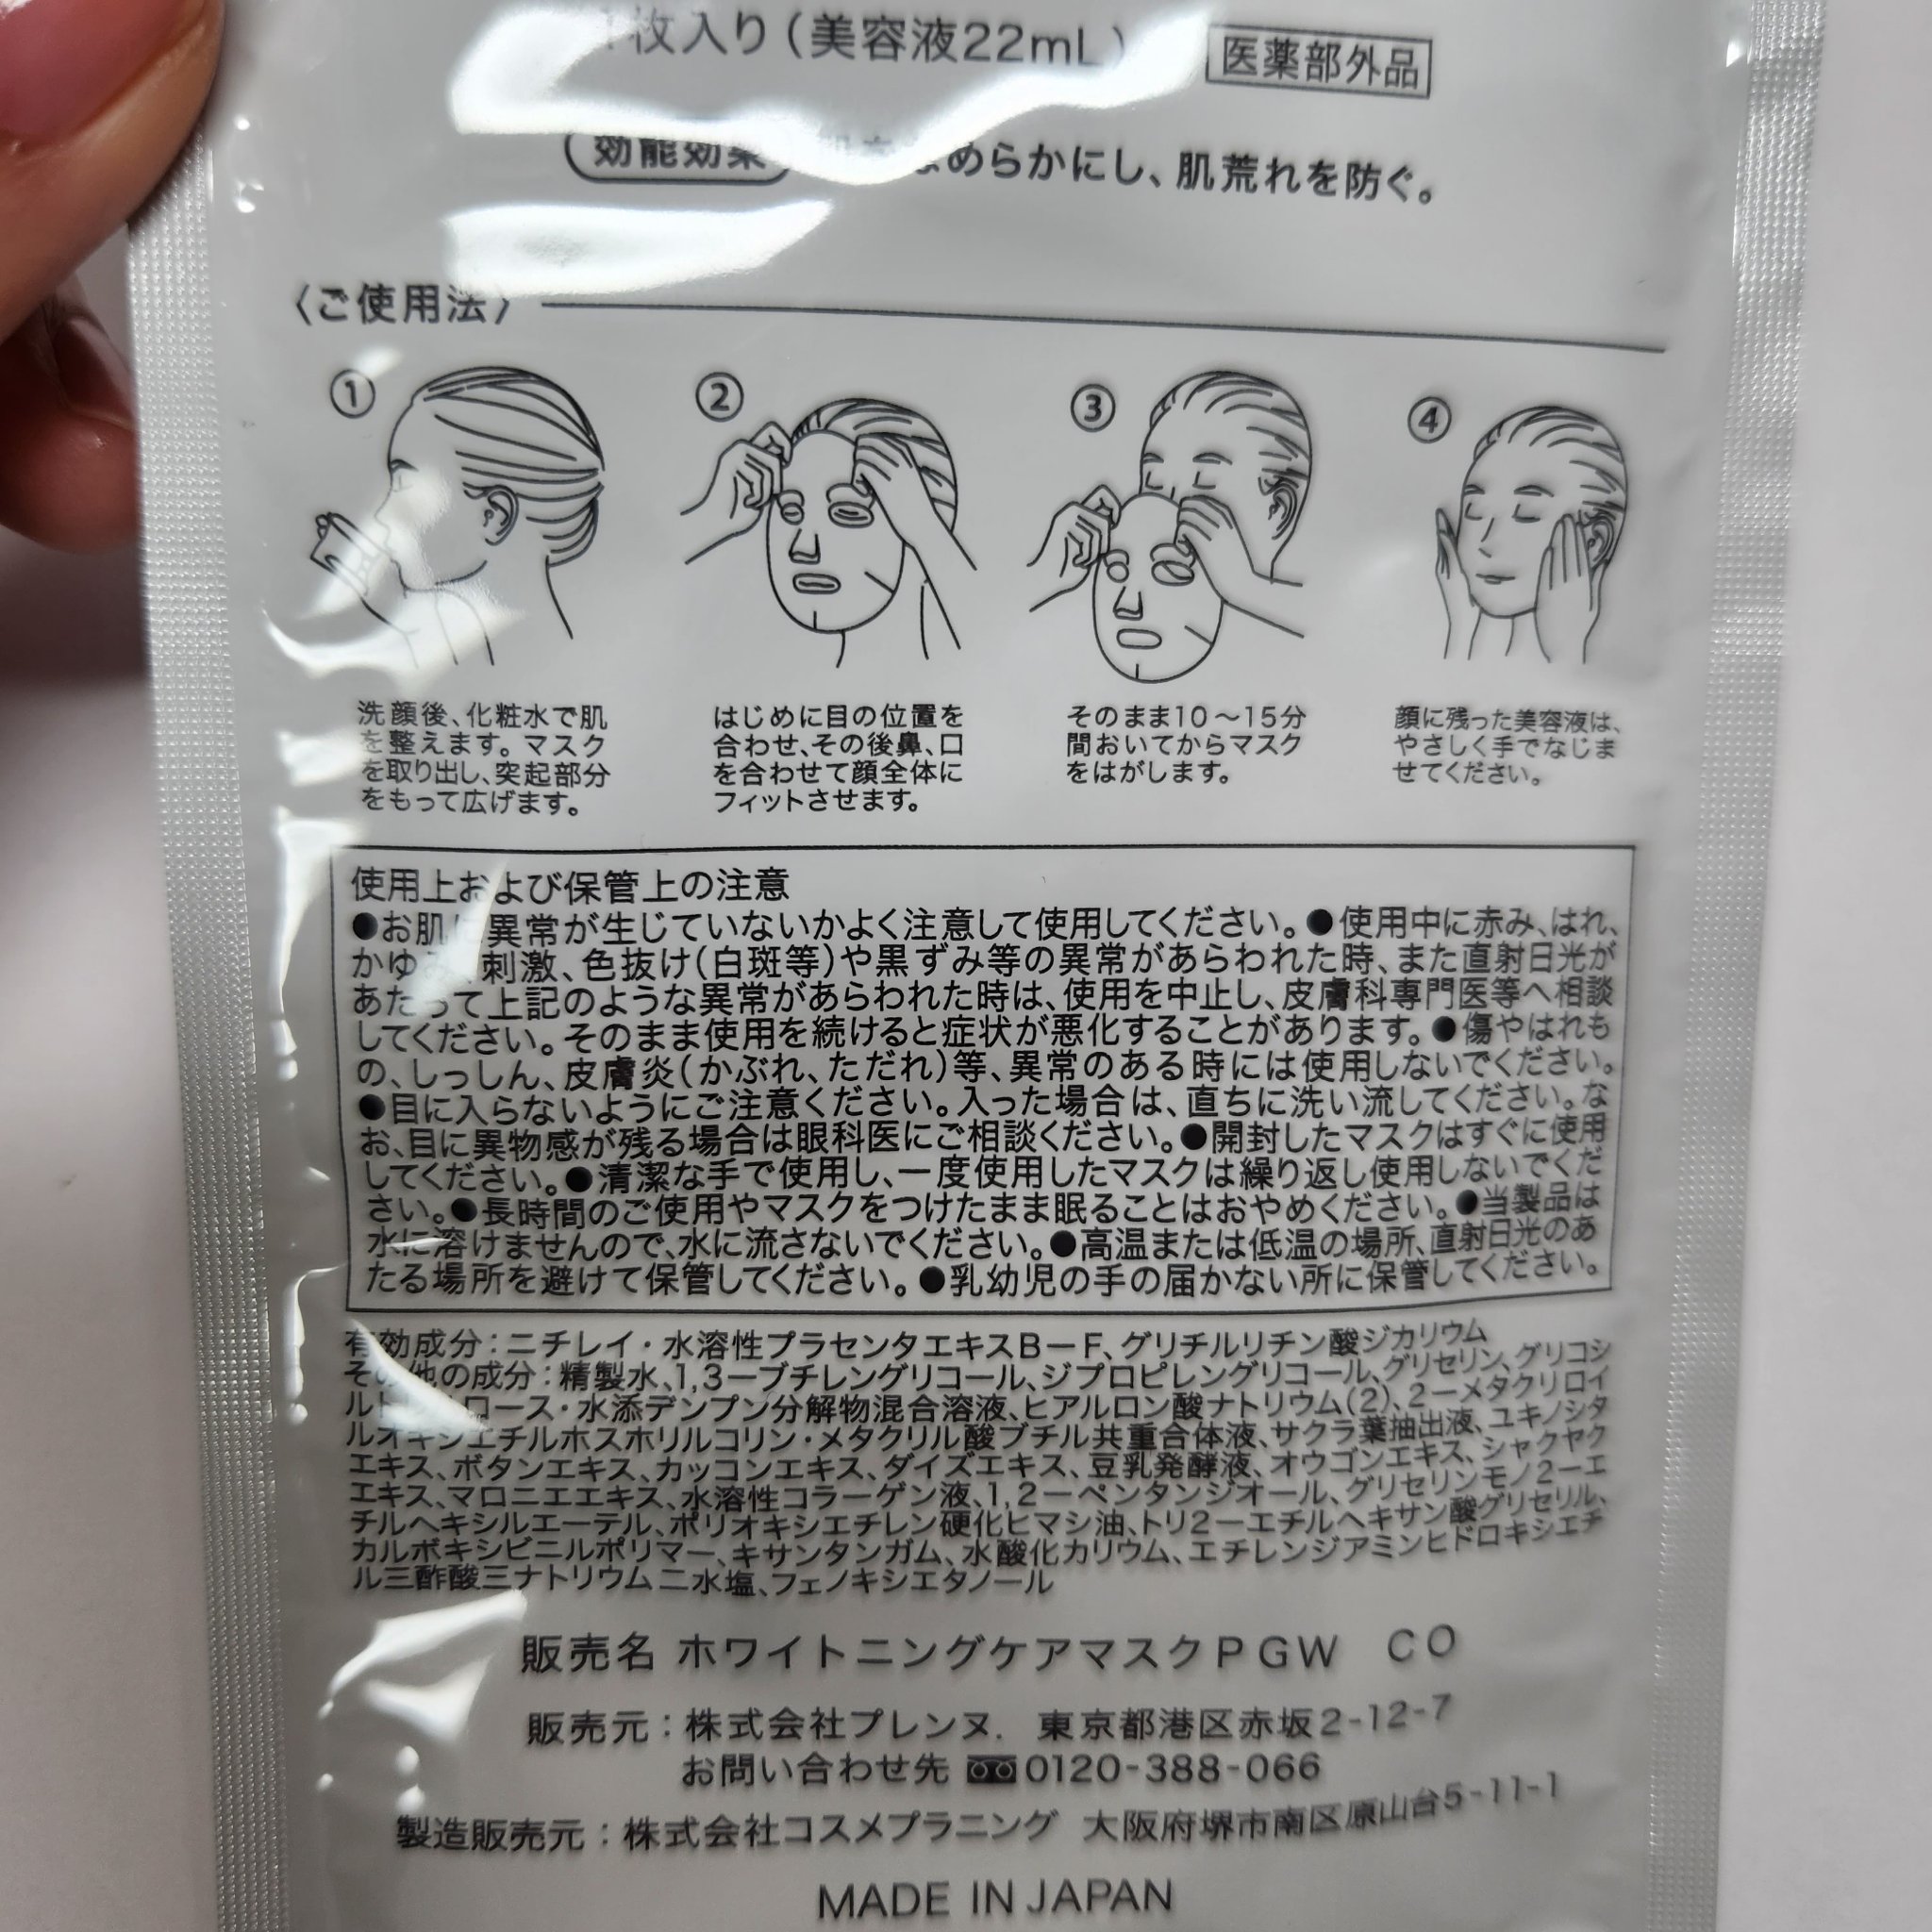 1枚入り(美容液22mL)
医薬部外品
効能効果
めらかにし、肌荒れを防ぐ。
〈ご使用法〉
①
②
③
④
洗顔後、化粧水で肌
を整えます。マスク
を取り出し、突起部分
をもって広げます。
はじめに目の位置を
合わせ、その後鼻、口
を合わせて顔全体に
フィットさせます。
そのまま10〜15分
間おいてからマスク
をはがします。
顔に残った美容液は、
やさしく手でなじま
せてください。
使用上および保管上の注意
●お肌に異常が生じていないかよく注意して使用してください。●使用中に赤み、はれ、
かゆみ、刺激、色抜け(白斑等)や黒ずみ等の異常があらわれた時、また直射日光が
あたって上記のような異常があらわれた時は、使用を中止し、皮膚科専門医等へ相談
してください。そのまま使用を続けると症状が悪化することがあります。●傷やはれも
の、しっしん、皮膚炎(かぶれ、ただれ)等、異常のある時には使用しないでください。
●目に入らないようにご注意ください。入った場合は、直ちに洗い流してください。な
お、目に異物感が残る場合は眼科医にご相談ください。●開封したマスクはすぐに使用
してください。●清潔な手で使用し、一度使用したマスクは繰り返し使用しないでくだ
さい。●長時間のご使用やマスクをつけたまま眠ることはおやめください。●当製品は
水に溶けませんので、水に流さないでください。●高温または低温の場所、直射日光のあ
たる場所を避けて保管してください。●乳幼児の手の届かない所に保管してください。
有効成分：ニチレイ・水溶性プラセンタエキスB－F、グリチルリチン酸ジカリウム
その他の成分：精製水、1,3－ブチレングリコール、ジプロピレングリコール、グリセリン、グリコシ
ルトレハロース・水添デンプン分解物混合溶液、ヒアルロン酸ナトリウム(2)、2－メタクリロイ
ルオキシエチルホスホリルコリン・メタクリル酸ブチル共重合体液、サクラ葉抽出液、ユキノシタ
エキス、ボタンエキス、カッコンエキス、ダイズエキス、豆乳発酵液、オウゴンエキス、シャクヤク
エキス、マロニエエキス、水溶性コラーゲン液、1,2－ペンタンジオール、グリセリンモノ2－エ
チルヘキシルエーテル、ポリオキシエチレン硬化ヒマシ油、トリ2－エチルヘキサン酸グリセリル、
カルボキシビニルポリマー、キサンタンガム、水酸化カリウム、エチレンジアミンヒドロキシエチ
ル三酢酸三ナトリウム二水塩、フェノキシエタノール
販売名 ホワイトニングケアマスクPGW CO
販売元：株式会社プレンヌ. 東京都港区赤坂2-12-7
お問い合わせ先 0120-388-066
製造販売元：株式会社コスメプラニング 大阪府堺市南区原山台5-11-1
MADE IN JAPAN